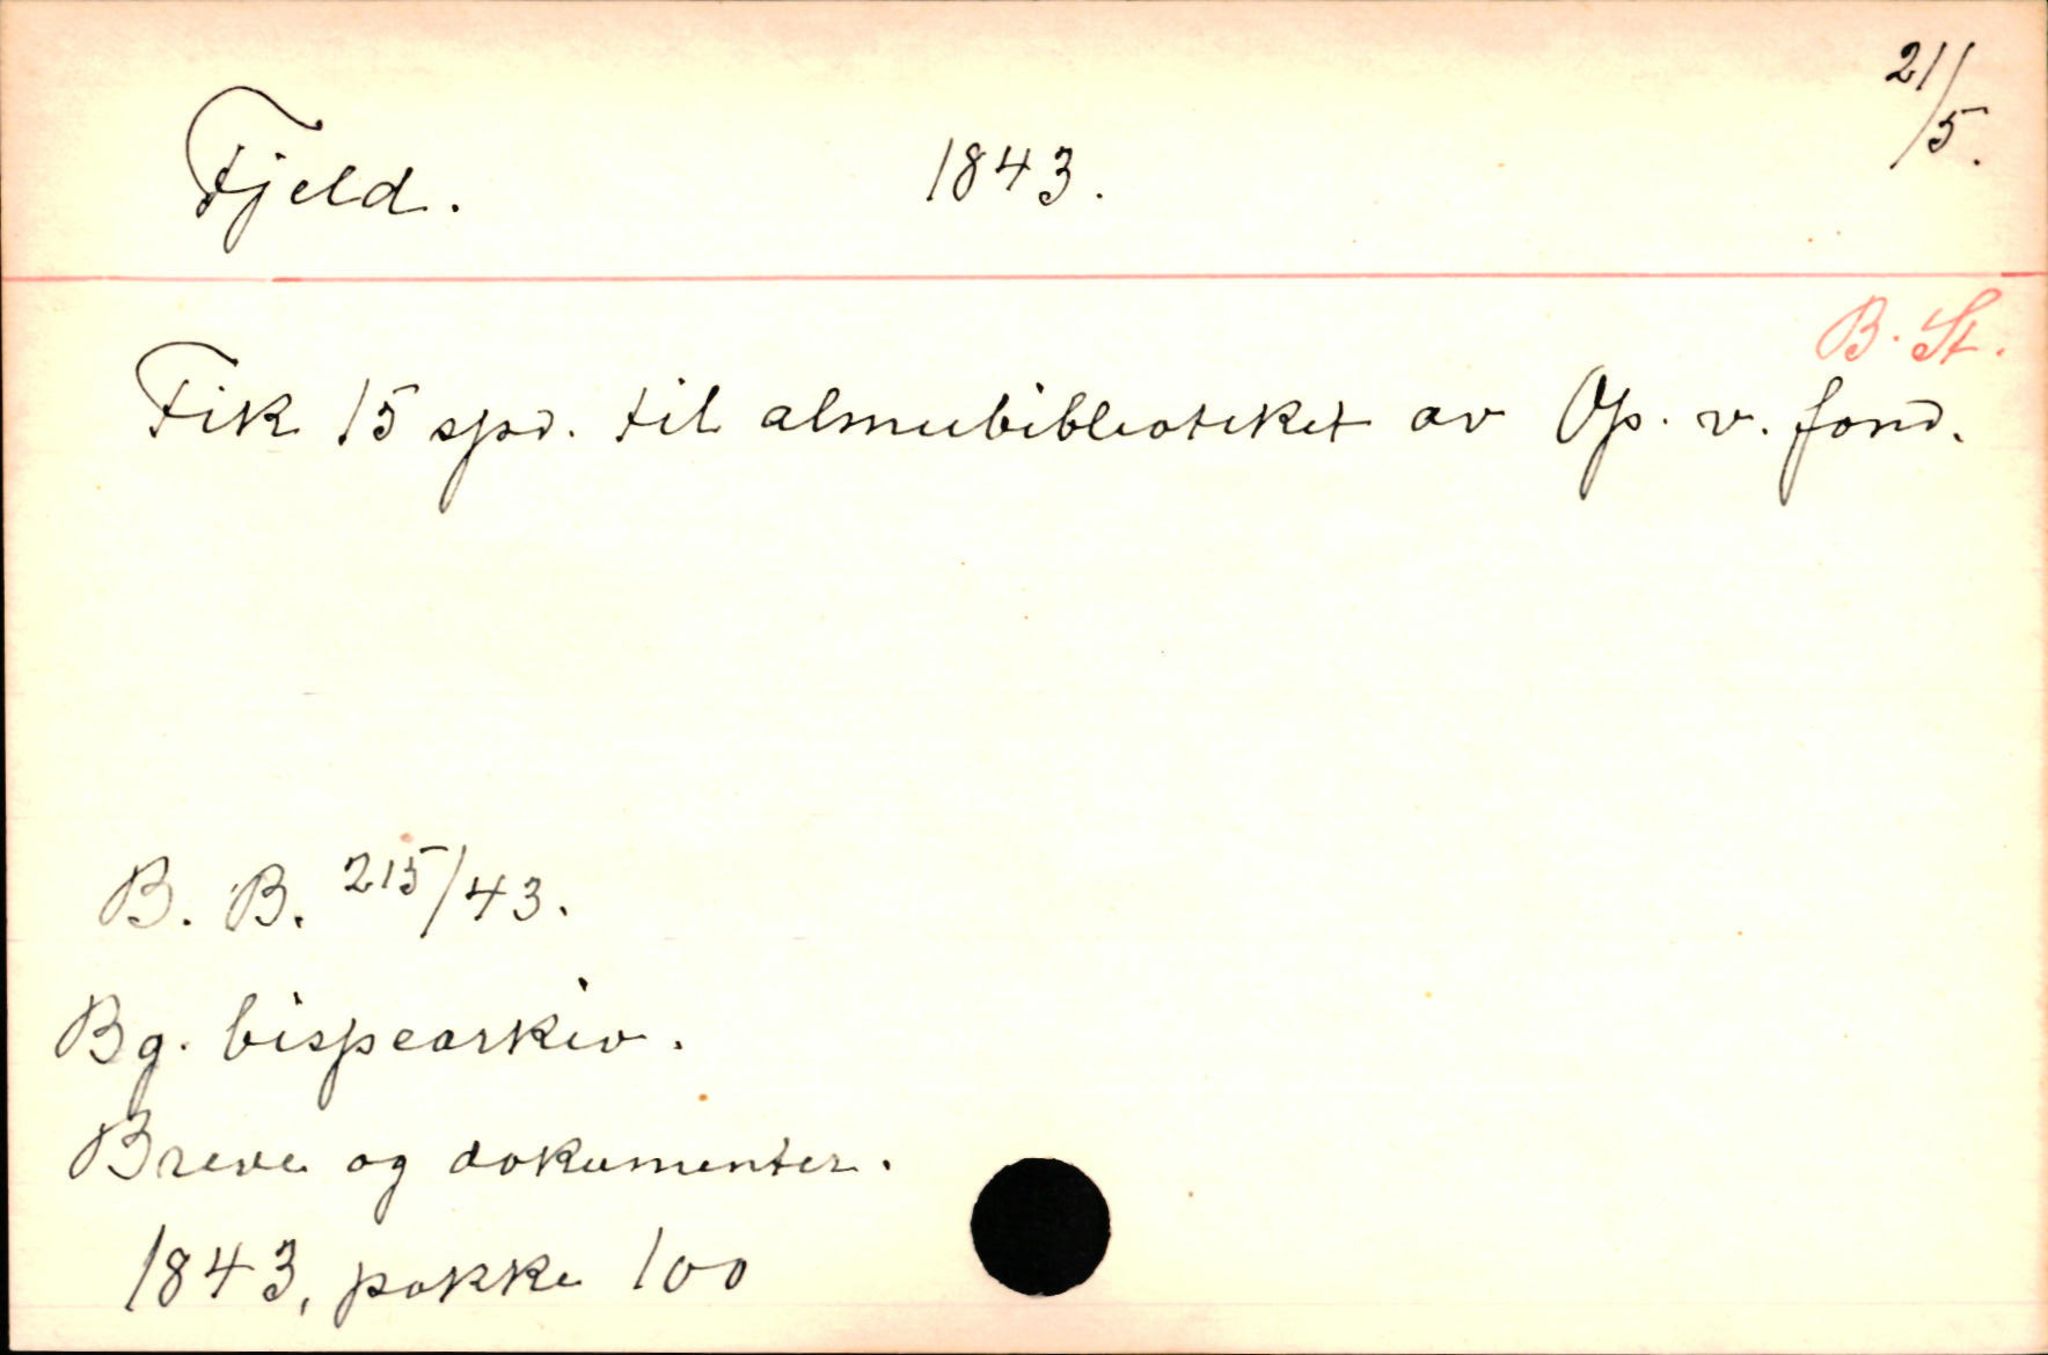 Fjeld. 1843. 21/5.
B. St.
Fik 15 spd. til almubiblioteket av Op. v. fond.
B. B. 215/43.
Bg. bispearkiv.
Breve og dokumenter.
1843, pakke 100